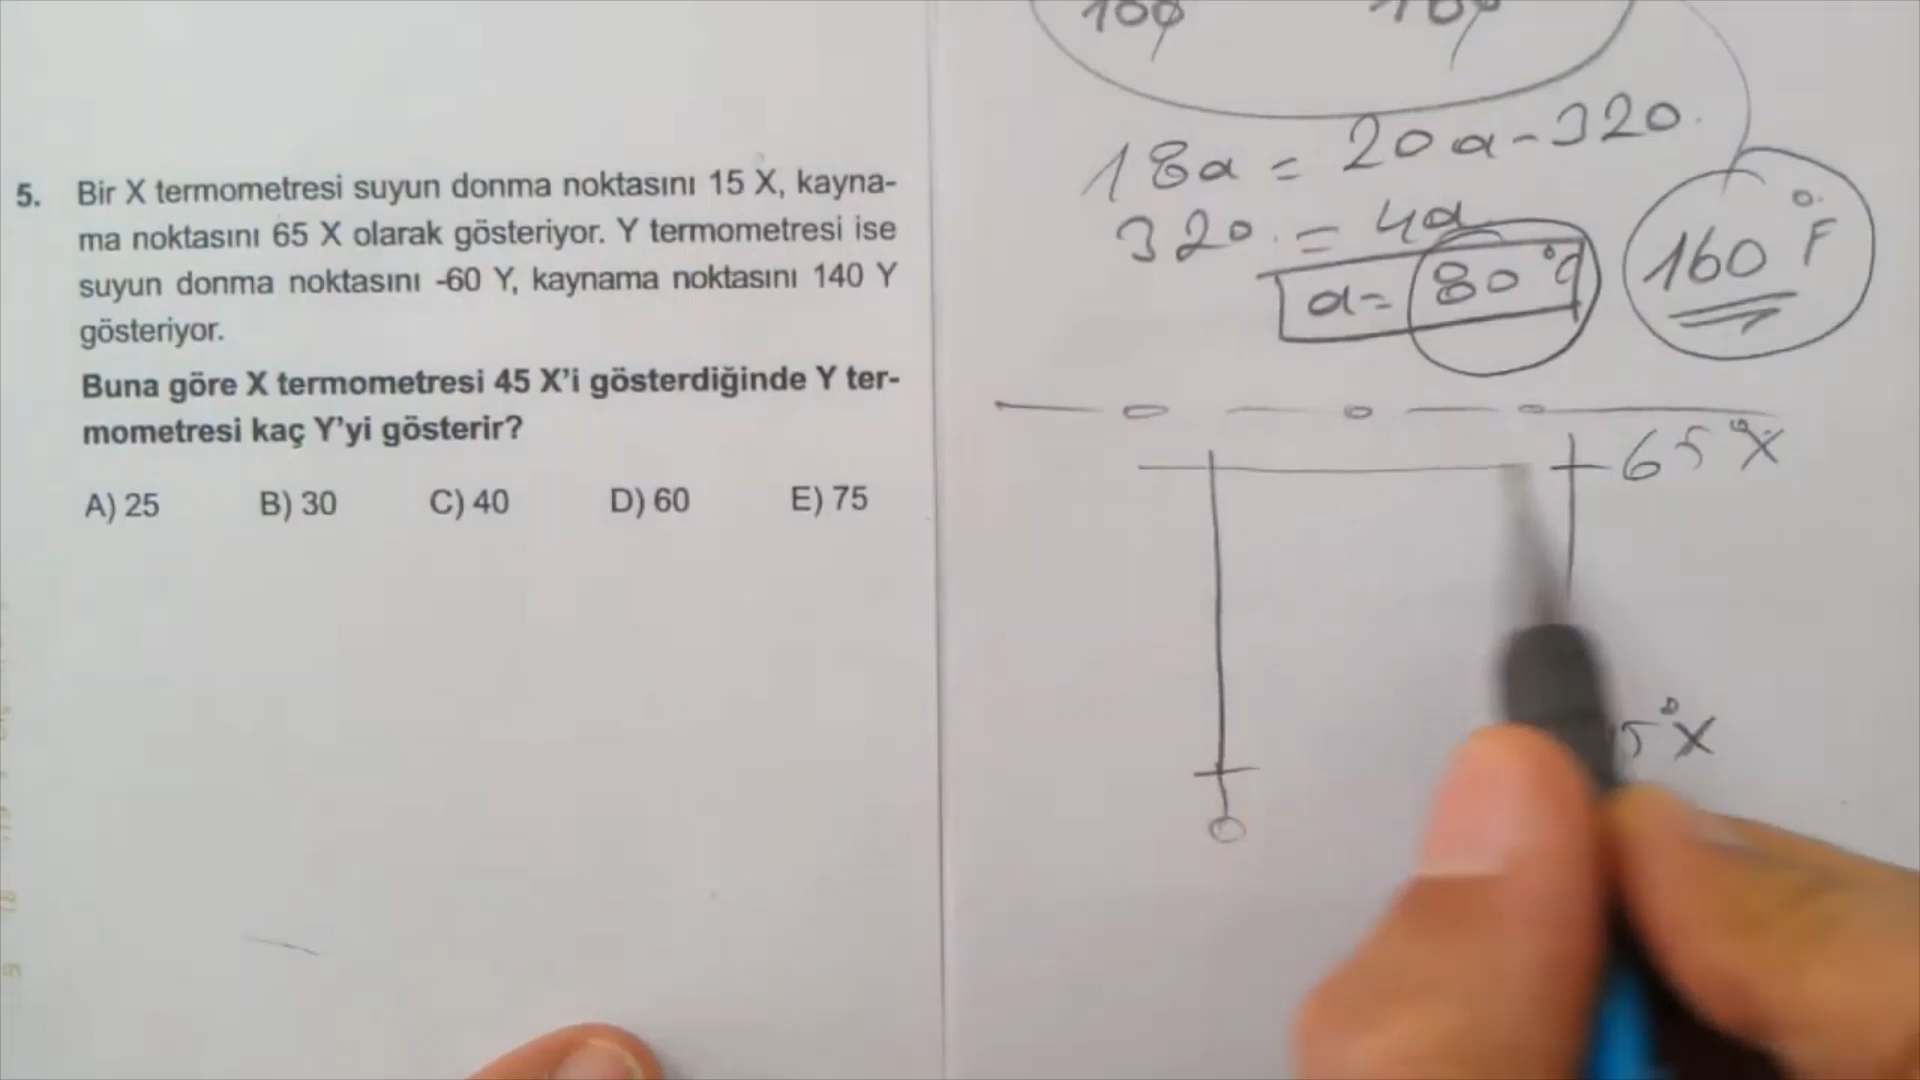 5. Bir X termometresi suyun donma noktasını 15 X, kayna-
ma noktasını 65 X olarak gösteriyor. Y termometresi ise
suyun donma noktasını -60 Y, kaynama noktasını 140 Y
gösteriyor.
Buna göre X termometresi 45 X'i gösterdiğinde Y ter-
mometresi kaç Y'yi gösterir?
A) 25 B) 30 C) 40 D) 60 E) 75
18a = 20a-320
320 = 4a
a = 80°C
160 °F
65°X
5°X